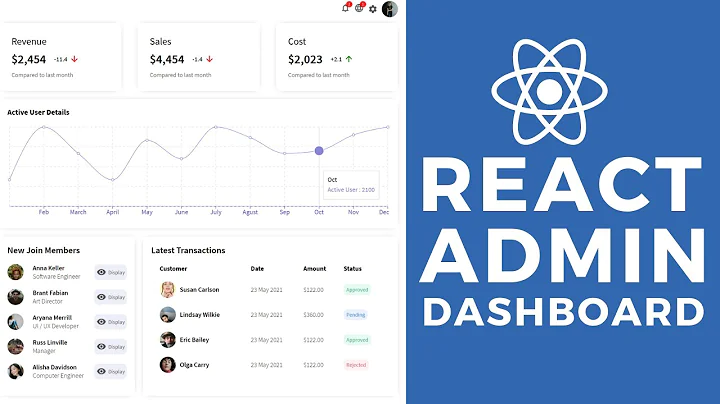 Revenue
$2,454 -11.4
Compared to last month
Sales
$4,454 -1.4
Compared to last month
Cost
$2,023 +2.1
Compared to last month
Active User Details
Oct
Active User : 2100
Feb March April May June July Agust Sep Oct Nov Dec
New Join Members
Anna Keller
Software Engineer
Display
Brant Fabian
Art Director
Display
Aryana Merrill
UI / UX Developer
Display
Russ Linville
Manager
Display
Alisha Davidson
Computer Engineer
Display
Latest Transactions
Customer Date Amount Status
Susan Carlson 23 May 2021 $122.00 Approved
Lindsay Wilkie 23 May 2021 $360.00 Pending
Eric Bailey 23 May 2021 $122.00 Approved
Olga Carry 23 May 2021 $122.00 Rejected
REACT
ADMIN
DASHBOARD